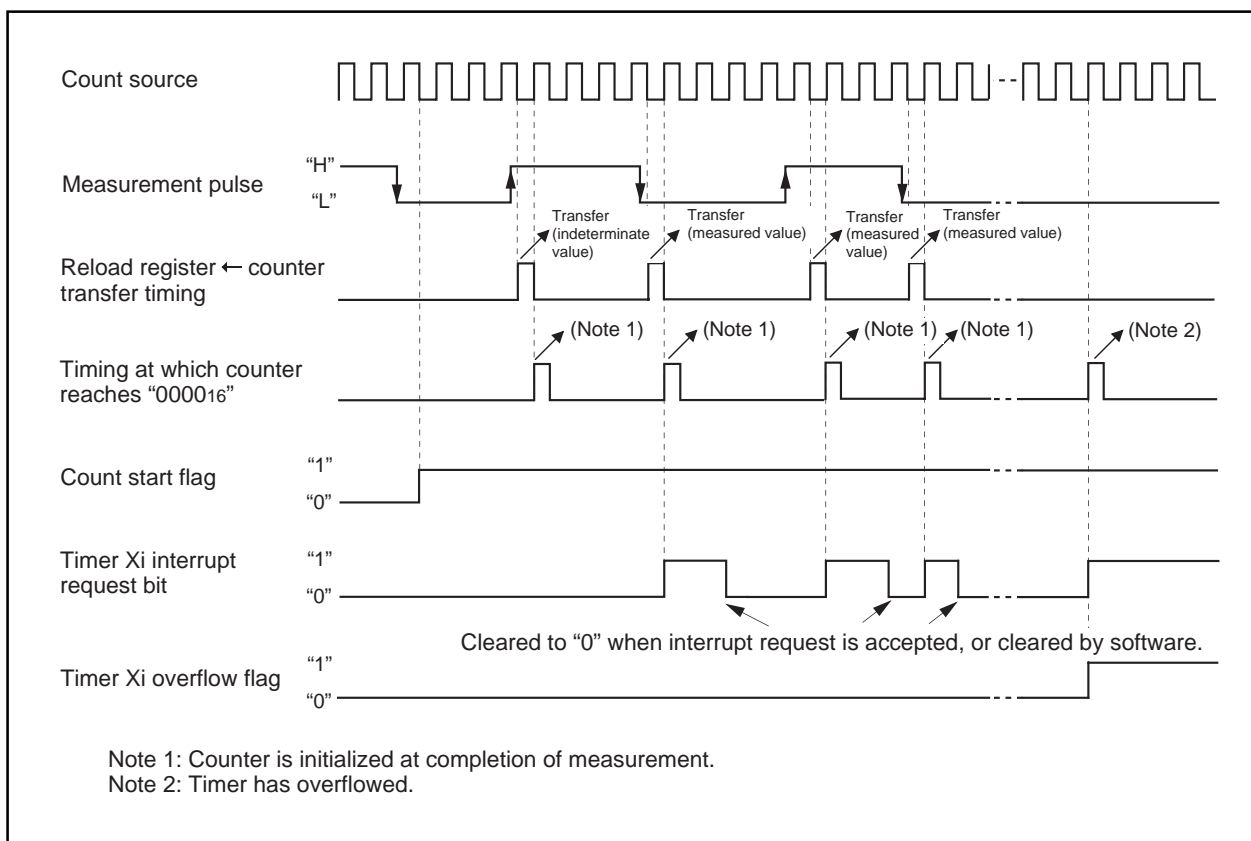 Count source
Measurement pulse
“H”
“L”
Transfer
(indeterminate
value)
Transfer
(measured value)
Transfer
(measured
value)
Transfer
(measured value)
Reload register ← counter
transfer timing
(Note 1)
(Note 1)
(Note 1)
(Note 1)
(Note 2)
Timing at which counter
reaches “000016”
Count start flag
“1”
“0”
Timer Xi interrupt
request bit
“1”
“0”
Cleared to “0” when interrupt request is accepted, or cleared by software.
Timer Xi overflow flag
“1”
“0”
Note 1: Counter is initialized at completion of measurement.
Note 2: Timer has overflowed.